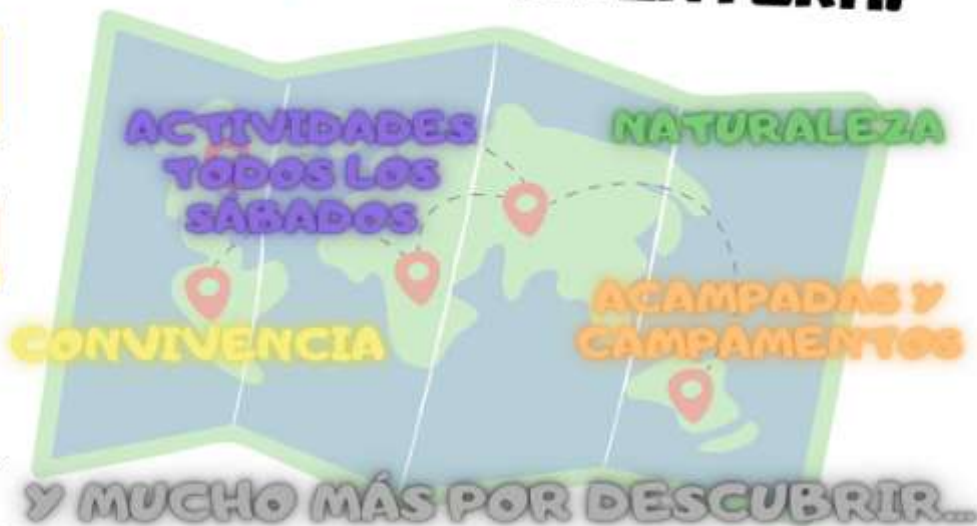 ACTIVIDADES
TODOS LOS
SÁBADOS
NATURALEZA
CONVIVENCIA
ACAMPADAS Y
CAMPAMENTOS
Y MUCHO MÁS POR DESCUBRIR...